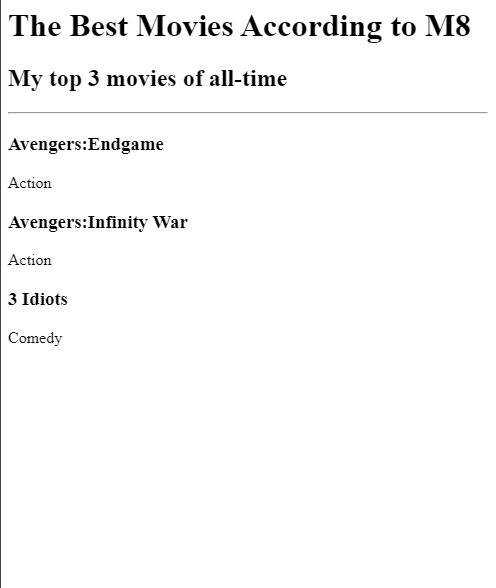 The Best Movies According to M8
My top 3 movies of all-time
Avengers:Endgame
Action
Avengers:Infinity War
Action
3 Idiots
Comedy